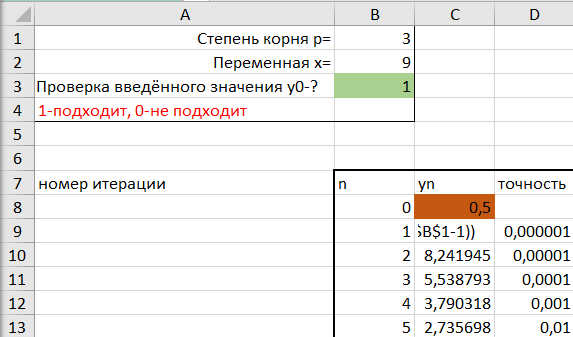 A B C D
1 Степень корня p= 3
2 Переменная x= 9
3 Проверка введённого значения y0-? 1
4 1-подходит, 0-не подходит
5
6
7 номер итерации n yn точность
8 0 0,5
9 1 $B$1-1)) 0,000001
10 2 8,241945 0,00001
11 3 5,538793 0,0001
12 4 3,790318 0,001
13 5 2,735698 0,01